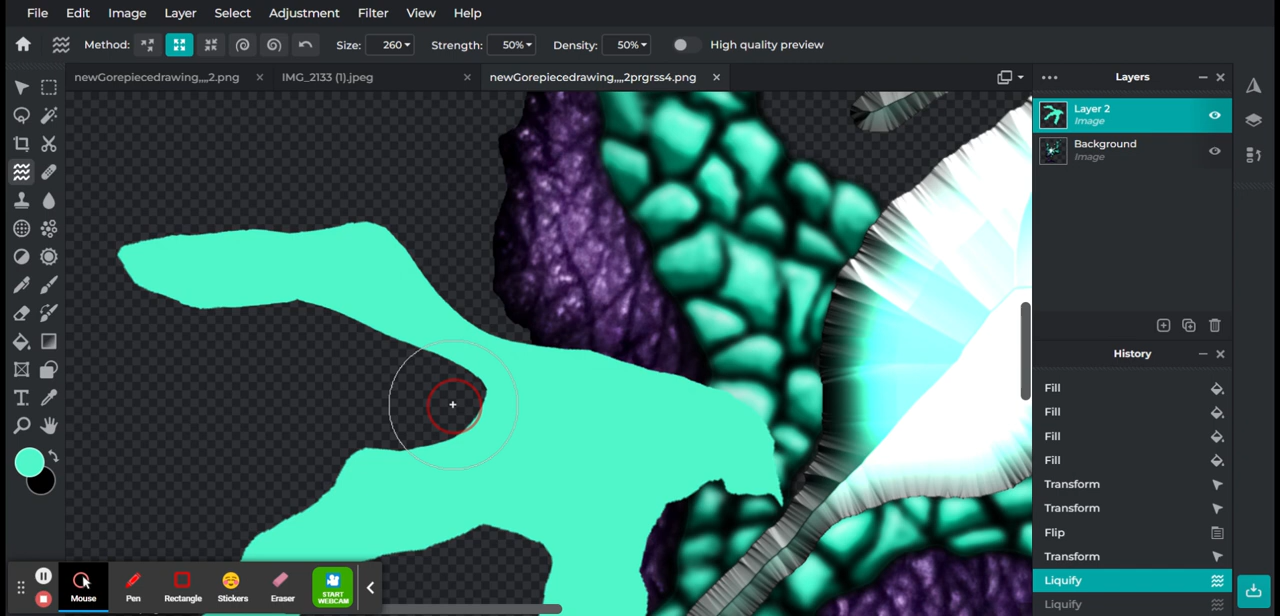 File Edit Image Layer Select Adjustment Filter View Help
Method: Size: 260 Strength: 50% Density: 50% High quality preview
newGorepiecedrawing,,,,2.png IMG_2133 (1).jpeg newGorepiecedrawing,,,,2prgrss4.png
Layers
Layer 2
Image
Background
Image
History
Fill
Fill
Fill
Fill
Transform
Transform
Flip
Transform
Liquify
Liquify
T
Mouse Pen Rectangle Stickers Eraser START
WEBCAM